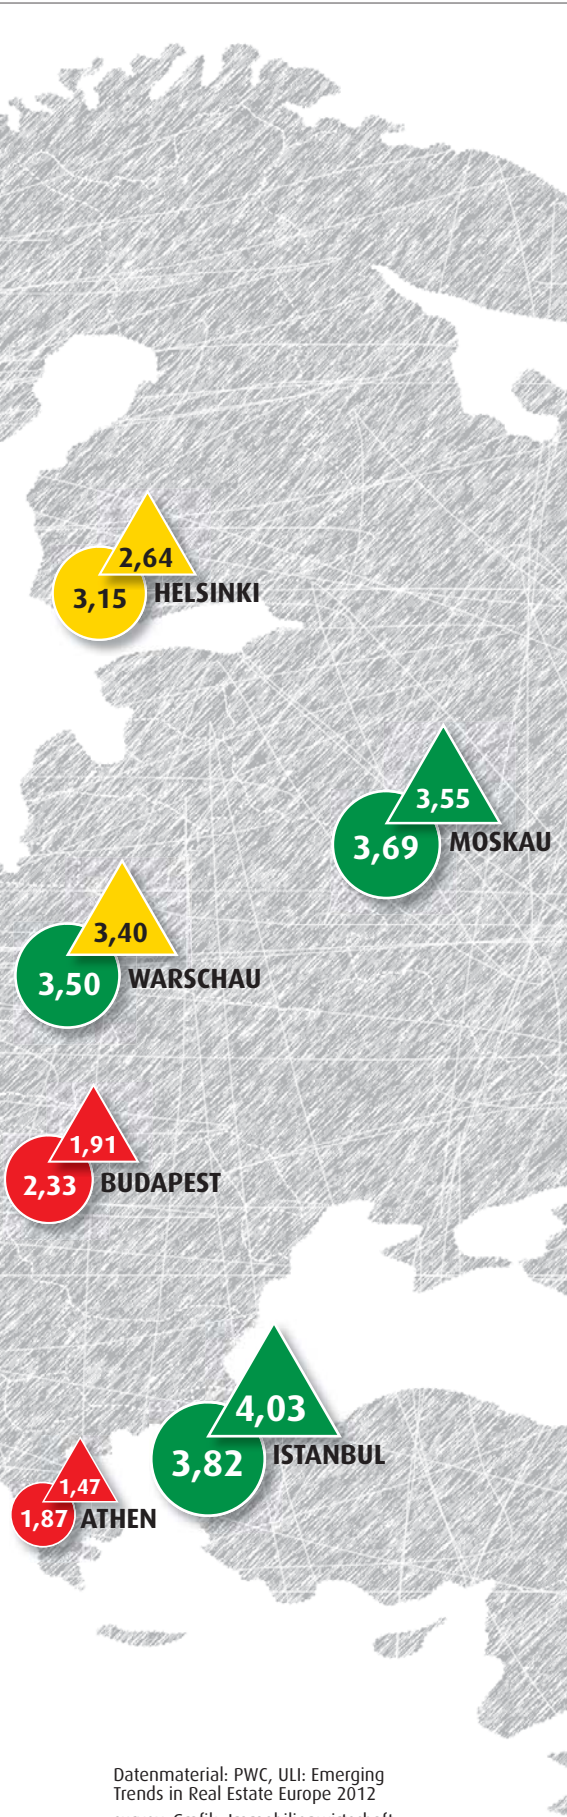 2,64
3,15 HELSINKI
3,55
3,69 MOSKAU
3,40
3,50 WARSCHAU
1,91
2,33 BUDAPEST
4,03
3,82 ISTANBUL
1,47
1,87 ATHEN
Datenmaterial: PWC, ULI: Emerging
Trends in Real Estate Europe 2012